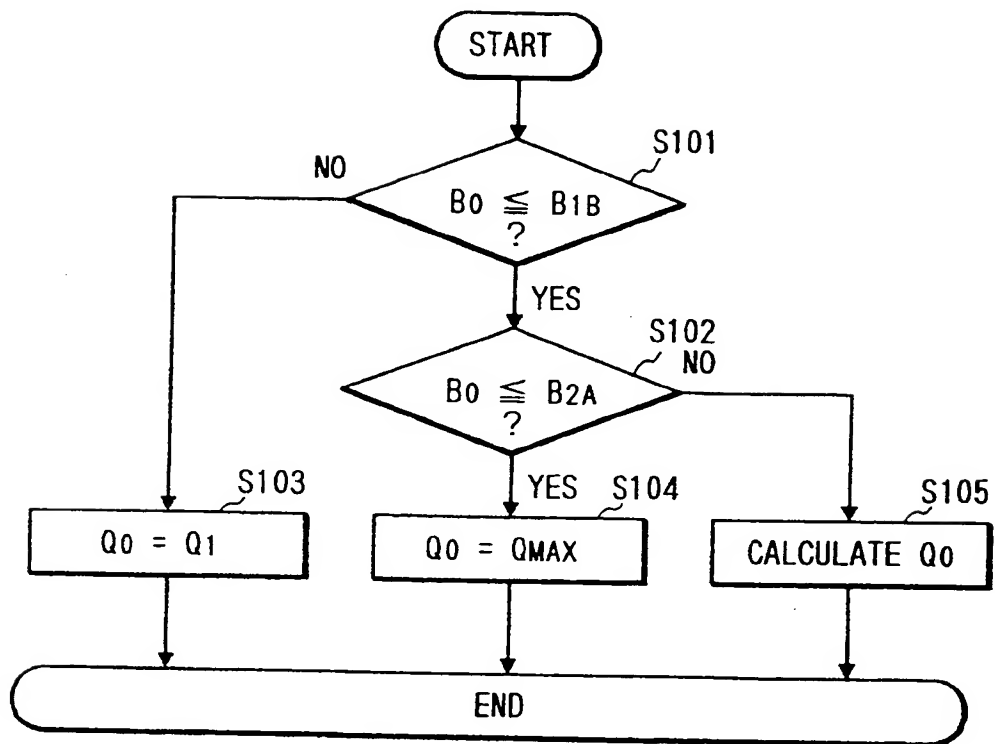 START
S101
NO
B0 ≦ B1B
?
YES
S102
NO
B0 ≦ B2A
?
YES
S103
Q0 = Q1
S104
Q0 = QMAX
S105
CALCULATE Q0
END